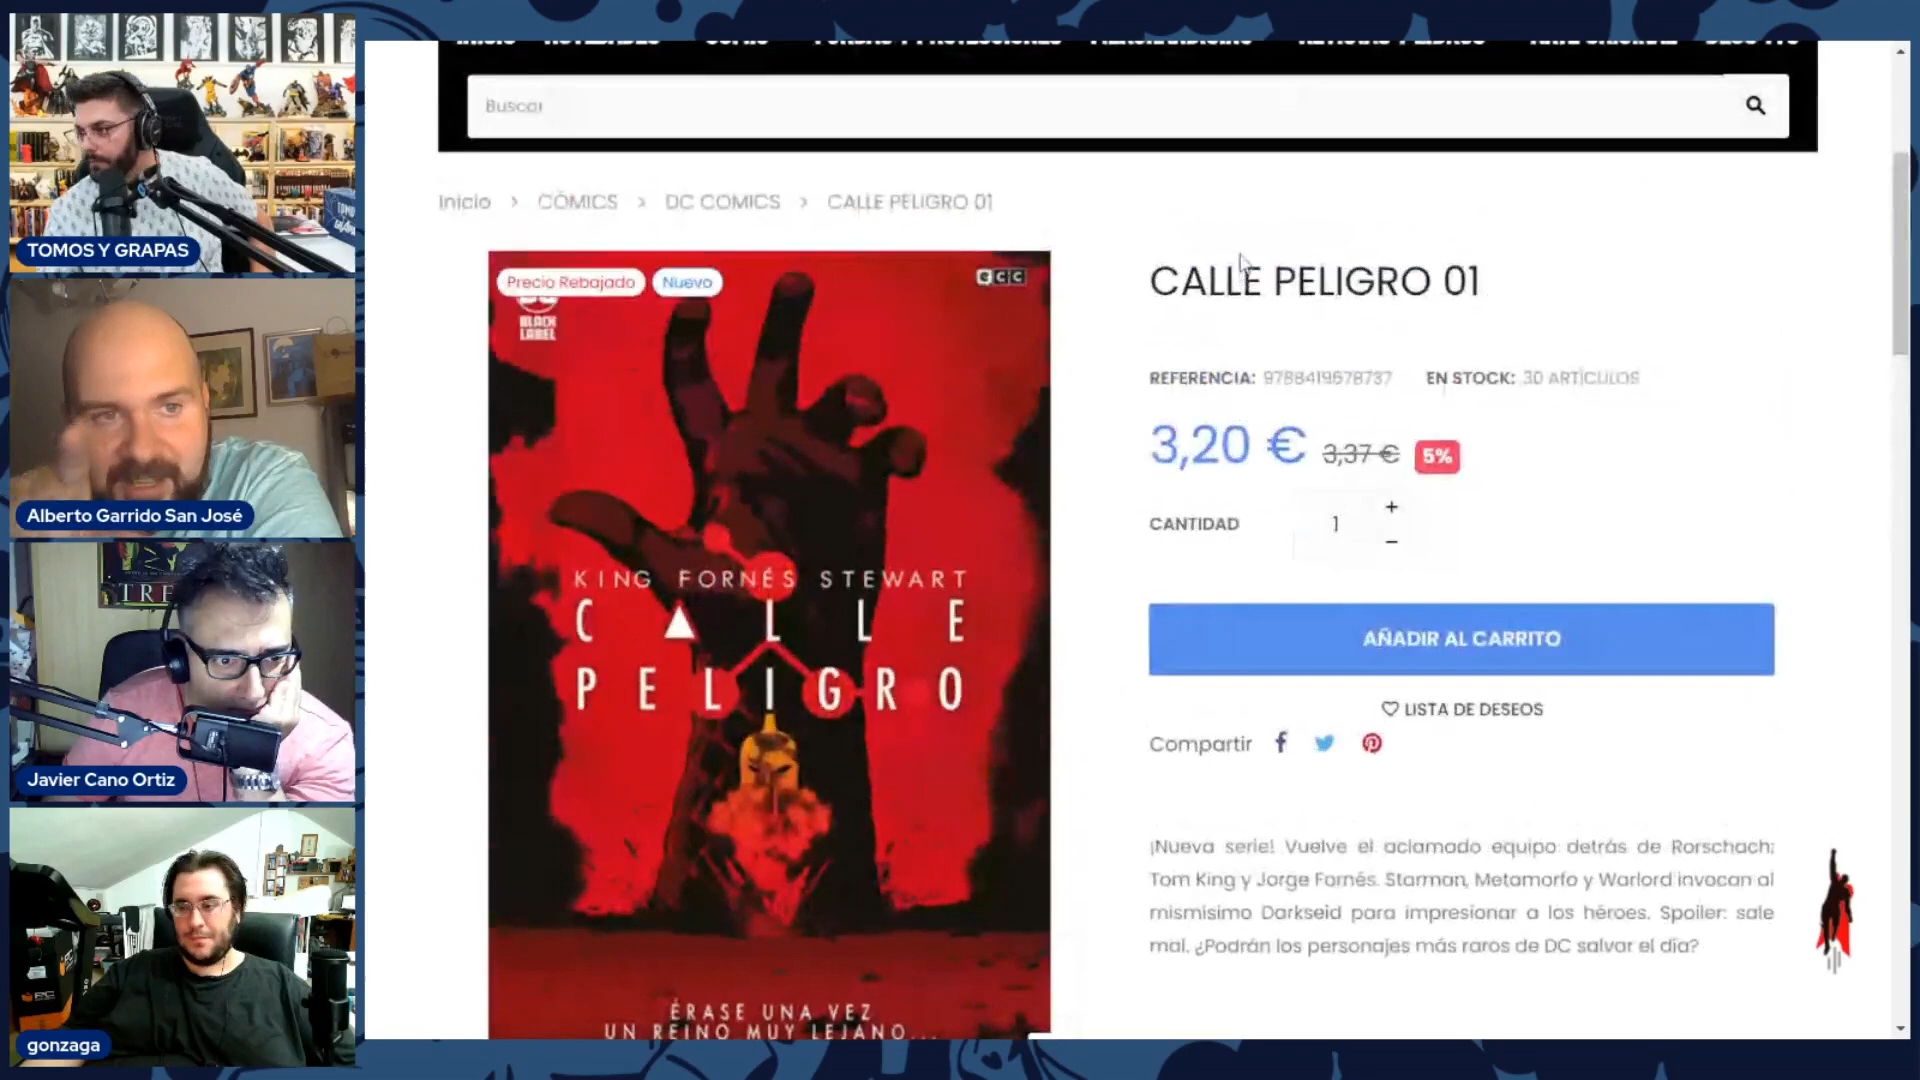 TOMOS Y GRAPAS
Alberto Garrido San José
TRE
Javier Cano Ortiz
gonzaga
Buscar
Inicio > CÓMICS > DC COMICS > CALLE PELIGRO 01
Precio Rebajado
Nuevo
ecc
BLACK
LABEL
KING FORNÉS STEWART
CALLE
PELIGRO
ÉRASE UNA VEZ
UN REINO MUY LEJANO...
CALLE PELIGRO 01
REFERENCIA: 9788419678737 EN STOCK: 30 ARTÍCULOS
3,20 € 3,37 € 5%
CANTIDAD 1 + −
AÑADIR AL CARRITO
LISTA DE DESEOS
Compartir
¡Nueva serie! Vuelve el aclamado equipo detrás de Rorschach:
Tom King y Jorge Fornés. Starman, Metamorfo y Warlord invocan al
mismísimo Darkseid para impresionar a los héroes. Spoiler: sale
mal. ¿Podrán los personajes más raros de DC salvar el día?